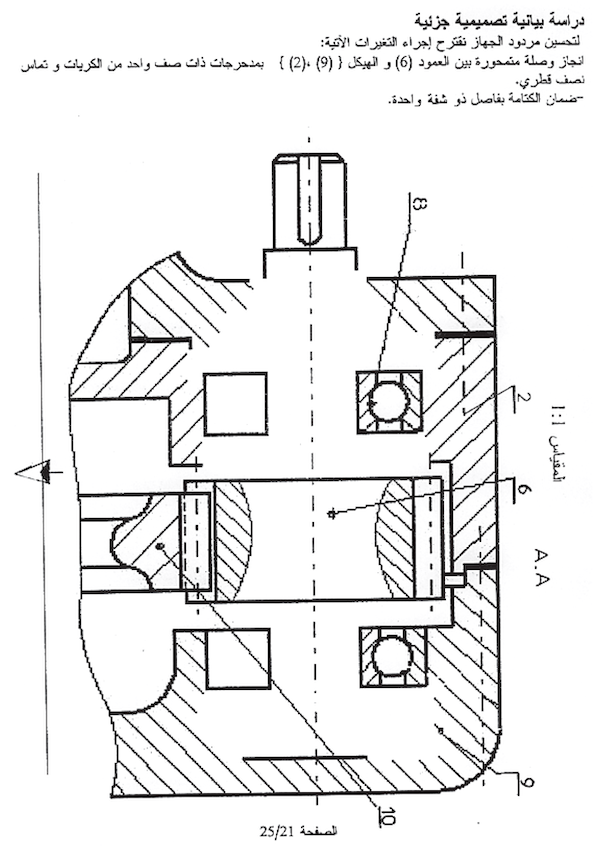 دراسة بيانية تصميمية جزئية
لتحسين مردود الجهاز نقترح إجراء التغيرات الآتية:
انجاز وصلة متمحورة بين العمود (6) و الهيكل { (9) ،(2) } بمدحرجات ذات صف واحد من الكريات و تماس
نصف قطري.
-ضمان الكتامة بفاصل ذو شفة واحدة.
8
2
المقياس 1:1
6
A.A
9
10
الصفحة 25/21